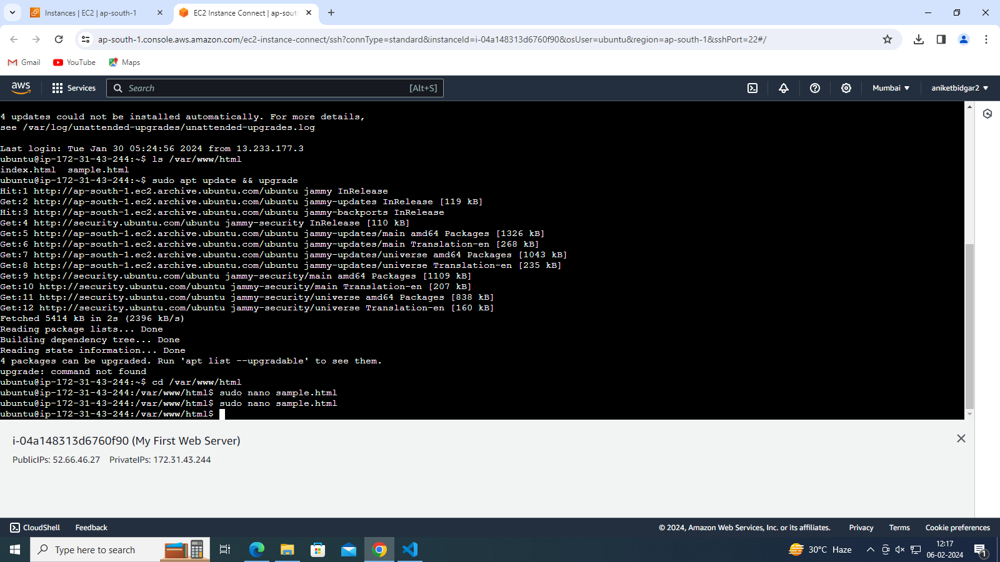 Instances | EC2 | ap-south-1
EC2 Instance Connect | ap-sout
ap-south-1.console.aws.amazon.com/ec2-instance-connect/ssh?connType=standard&instanceId=i-04a148313d6760f90&osUser=ubuntu&region=ap-south-1&sshPort=22#/
Gmail YouTube Maps
aws Services Search [Alt+S] Mumbai aniketbidgar2
4 updates could not be installed automatically. For more details,
see /var/log/unattended-upgrades/unattended-upgrades.log
Last login: Tue Jan 30 05:24:56 2024 from 13.233.177.3
ubuntu@ip-172-31-43-244:~$ ls /var/www/html
index.html  sample.html
ubuntu@ip-172-31-43-244:~$ sudo apt update && upgrade
Hit:1 http://ap-south-1.ec2.archive.ubuntu.com/ubuntu jammy InRelease
Get:2 http://ap-south-1.ec2.archive.ubuntu.com/ubuntu jammy-updates InRelease [119 kB]
Hit:3 http://ap-south-1.ec2.archive.ubuntu.com/ubuntu jammy-backports InRelease
Get:4 http://security.ubuntu.com/ubuntu jammy-security InRelease [110 kB]
Get:5 http://ap-south-1.ec2.archive.ubuntu.com/ubuntu jammy-updates/main amd64 Packages [1326 kB]
Get:6 http://ap-south-1.ec2.archive.ubuntu.com/ubuntu jammy-updates/main Translation-en [268 kB]
Get:7 http://ap-south-1.ec2.archive.ubuntu.com/ubuntu jammy-updates/universe amd64 Packages [1043 kB]
Get:8 http://ap-south-1.ec2.archive.ubuntu.com/ubuntu jammy-updates/universe Translation-en [235 kB]
Get:9 http://security.ubuntu.com/ubuntu jammy-security/main amd64 Packages [1109 kB]
Get:10 http://security.ubuntu.com/ubuntu jammy-security/main Translation-en [207 kB]
Get:11 http://security.ubuntu.com/ubuntu jammy-security/universe amd64 Packages [838 kB]
Get:12 http://security.ubuntu.com/ubuntu jammy-security/universe Translation-en [160 kB]
Fetched 5414 kB in 2s (2396 kB/s)
Reading package lists... Done
Building dependency tree... Done
Reading state information... Done
4 packages can be upgraded. Run 'apt list --upgradable' to see them.
upgrade: command not found
ubuntu@ip-172-31-43-244:~$ cd /var/www/html
ubuntu@ip-172-31-43-244:/var/www/html$ sudo nano sample.html
ubuntu@ip-172-31-43-244:/var/www/html$ sudo nano sample.html
ubuntu@ip-172-31-43-244:/var/www/html$
i-04a148313d6760f90 (My First Web Server)
PublicIPs: 52.66.46.27 PrivateIPs: 172.31.43.244
CloudShell Feedback © 2024, Amazon Web Services, Inc. or its affiliates. Privacy Terms Cookie preferences
Type here to search 30°C Haze 12:17
06-02-2024 1